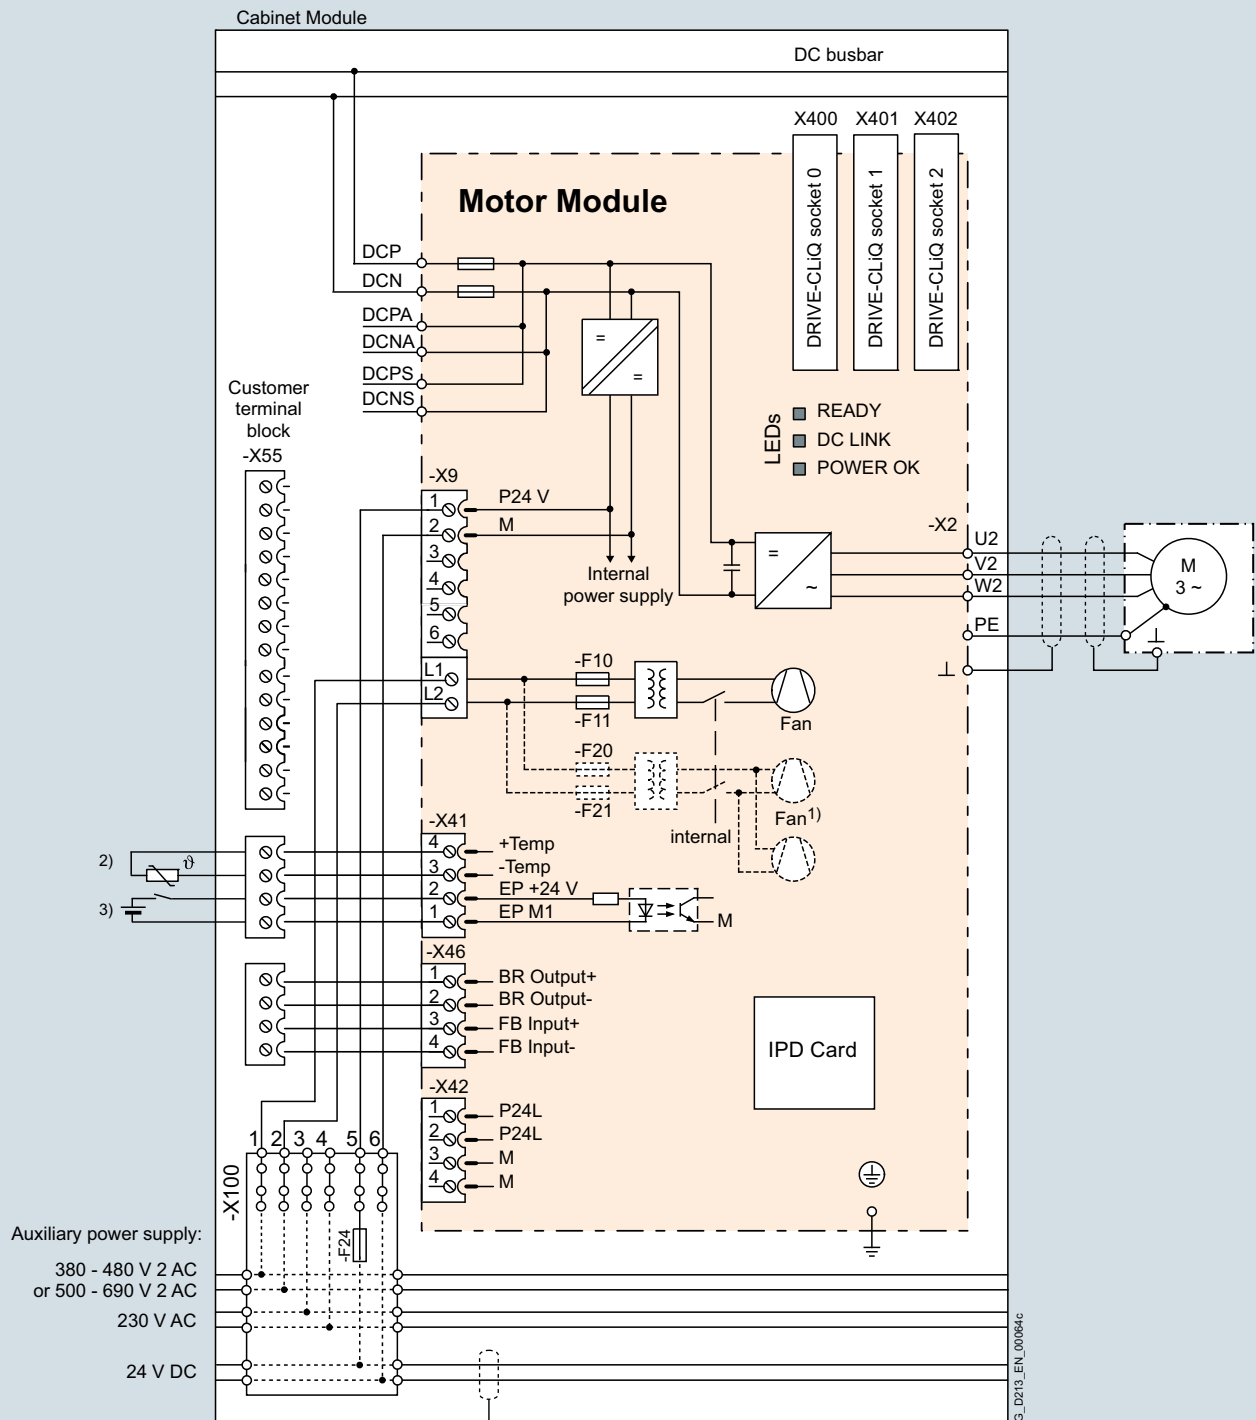 Cabinet Module
DC busbar
X400 X401 X402
DRIVE-CLiQ socket 0
DRIVE-CLiQ socket 1
DRIVE-CLiQ socket 2
Motor Module
DCP
DCN
DCPA
DCNA
DCPS
DCNS
=
=
LEDs
READY
DC LINK
POWER OK
Customer
terminal
block
-X55
-X9
1 P24 V
2 M
3
4
5
6
Internal
power supply
=
~
-X2
U2
V2
W2
PE
M
3 ~
L1
L2
-F10
-F11
Fan
-F20
-F21
Fan1)
internal
-X41
4 +Temp
3 -Temp
2 EP +24 V
1 EP M1
M
2)
ϑ
3)
-X46
1 BR Output+
2 BR Output-
3 FB Input+
4 FB Input-
IPD Card
-X42
1 P24L
2 P24L
3 M
4 M
1 2 3 4 5 6
-X100
-F24
Auxiliary power supply:
380 - 480 V 2 AC
or 500 - 690 V 2 AC
230 V AC
24 V DC
G_D213_EN_00064c